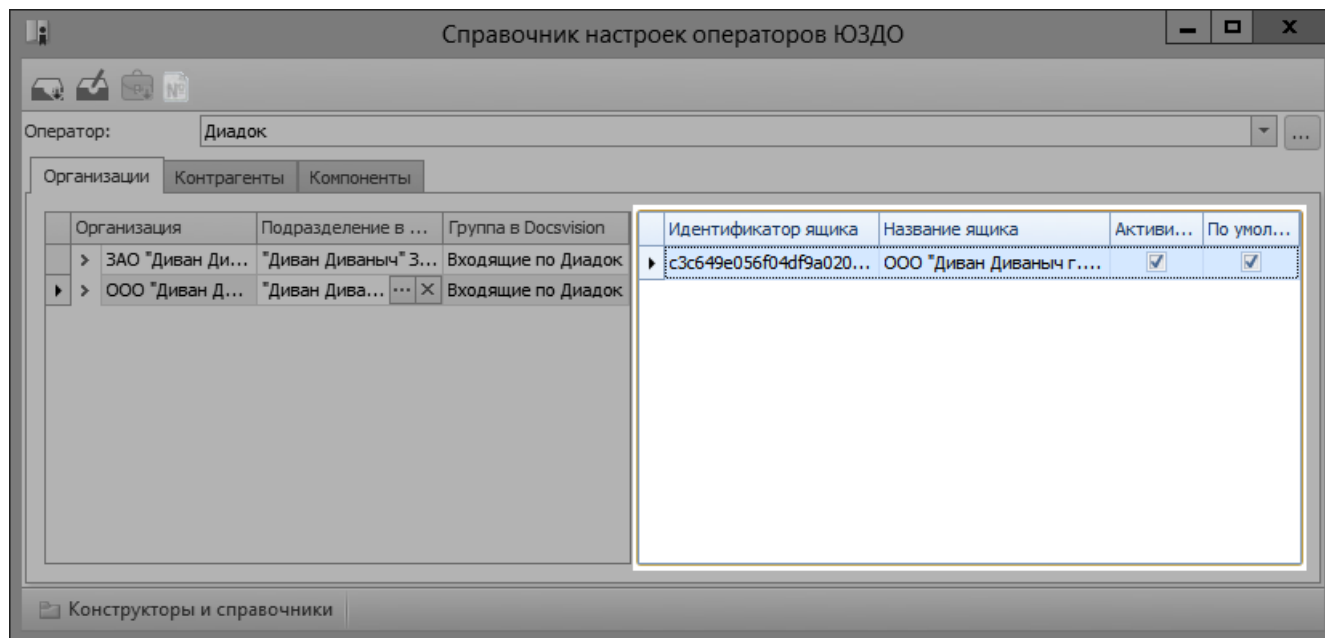 Справочник настроек операторов ЮЗДО
Оператор: Диадок
Организации Контрагенты Компоненты
Организация Подразделение в ... Группа в Docsvision Идентификатор ящика Название ящика Активи... По умол...
ЗАО "Диван Ди... "Диван Диваныч" З... Входящие по Диадок c3c649e056f04df9a020... ООО "Диван Диваныч г....
ООО "Диван Д... "Диван Дива... Входящие по Диадок
Конструкторы и справочники